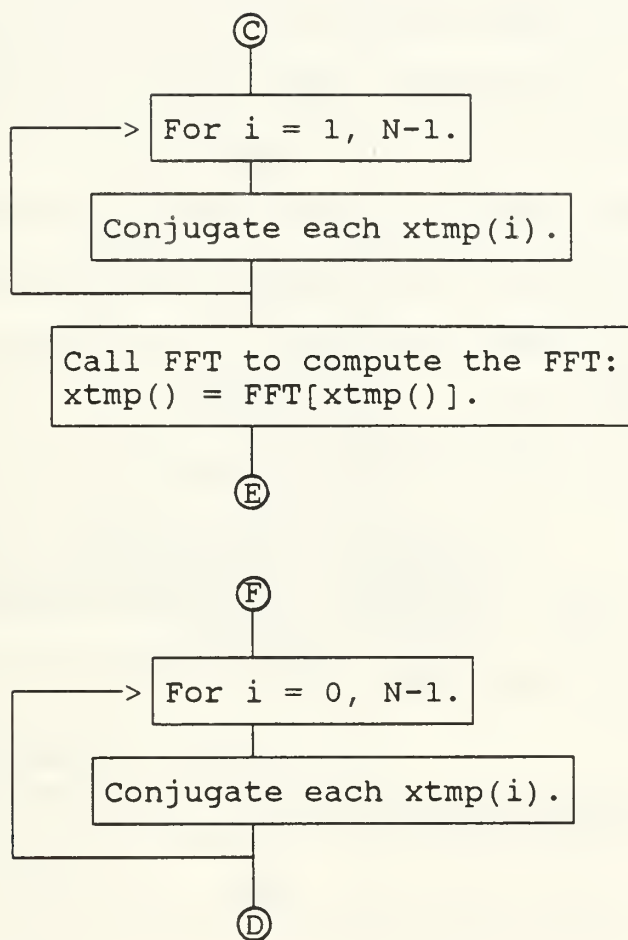 C
> For i = 1, N-1.
Conjugate each xtmp(i).
Call FFT to compute the FFT:
xtmp() = FFT[xtmp()].
E
F
> For i = 0, N-1.
Conjugate each xtmp(i).
D